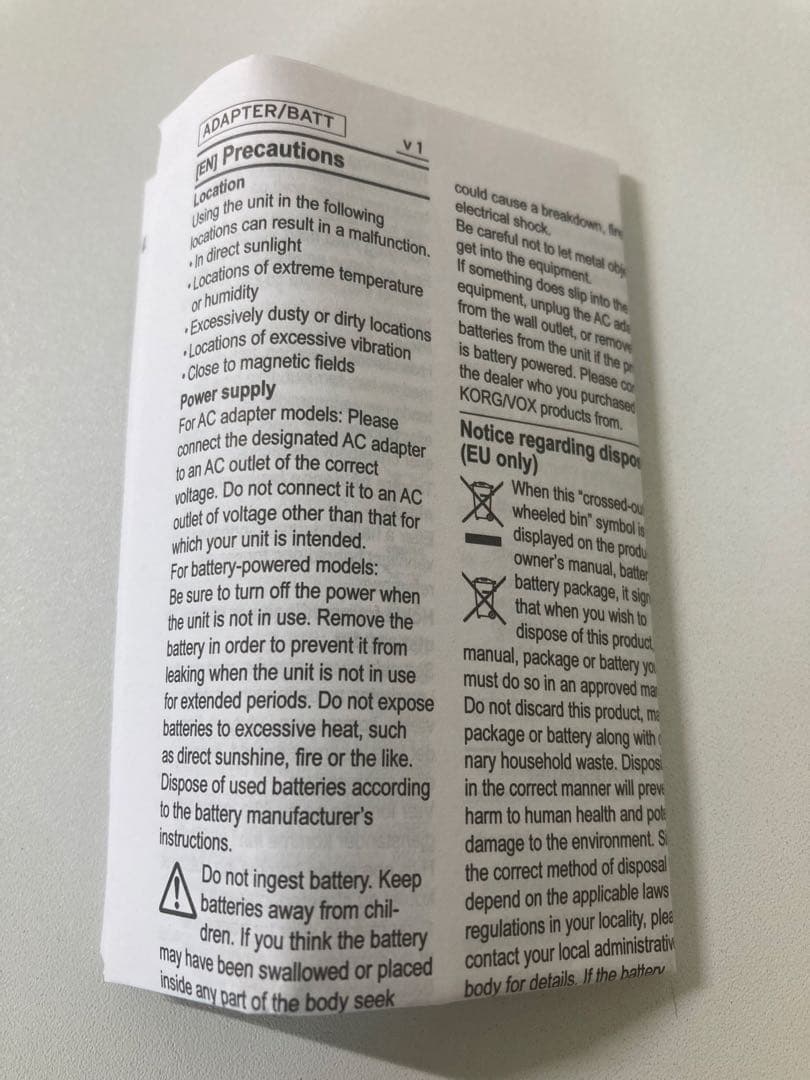 ADAPTER/BATT
v 1
[EN] Precautions
Location
Using the unit in the following
locations can result in a malfunction.
• In direct sunlight
• Locations of extreme temperature
or humidity
• Excessively dusty or dirty locations
• Locations of excessive vibration
• Close to magnetic fields
Power supply
For AC adapter models: Please
connect the designated AC adapter
to an AC outlet of the correct
voltage. Do not connect it to an AC
outlet of voltage other than that for
which your unit is intended.
For battery-powered models:
Be sure to turn off the power when
the unit is not in use. Remove the
battery in order to prevent it from
leaking when the unit is not in use
for extended periods. Do not expose
batteries to excessive heat, such
as direct sunshine, fire or the like.
Dispose of used batteries according
to the battery manufacturer's
instructions.
Do not ingest battery. Keep
batteries away from chil-
dren. If you think the battery
may have been swallowed or placed
inside any part of the body seek
could cause a breakdown,
electrical shock.
Be careful not to let metal
get into the equipment.
If something does slip into the
equipment, unplug the AC
from the wall outlet, or remove
batteries from the unit if the
is battery powered. Please
the dealer who you purchased
KORG/VOX products from.
Notice regarding
(EU only)
When this "crossed-
wheeled bin" symbol is
displayed on the
owner's manual,
battery package, it
that when you wish to
dispose of this product,
manual, package or battery
must do so in an approved
Do not discard this product,
package or battery along with
nary household waste.
in the correct manner will
harm to human health and
damage to the environment.
the correct method of disposal
depend on the applicable laws
regulations in your locality,
contact your local
body for details. If the battery